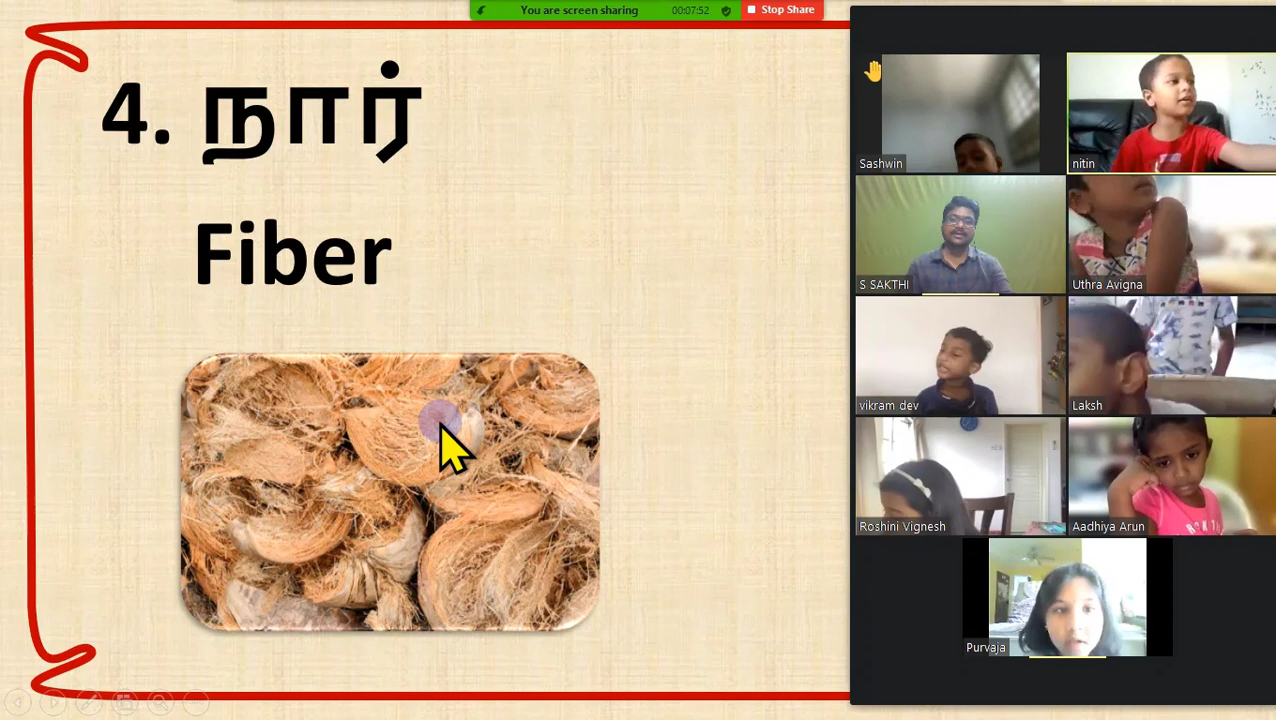 You are screen sharing 00:07:52 Stop Share
4. நார்
Fiber
Sashwin
nitin
S SAKTHI
Uthra Avigna
vikram dev
Laksh
Roshini Vignesh
Aadhiya Arun
Purvaja